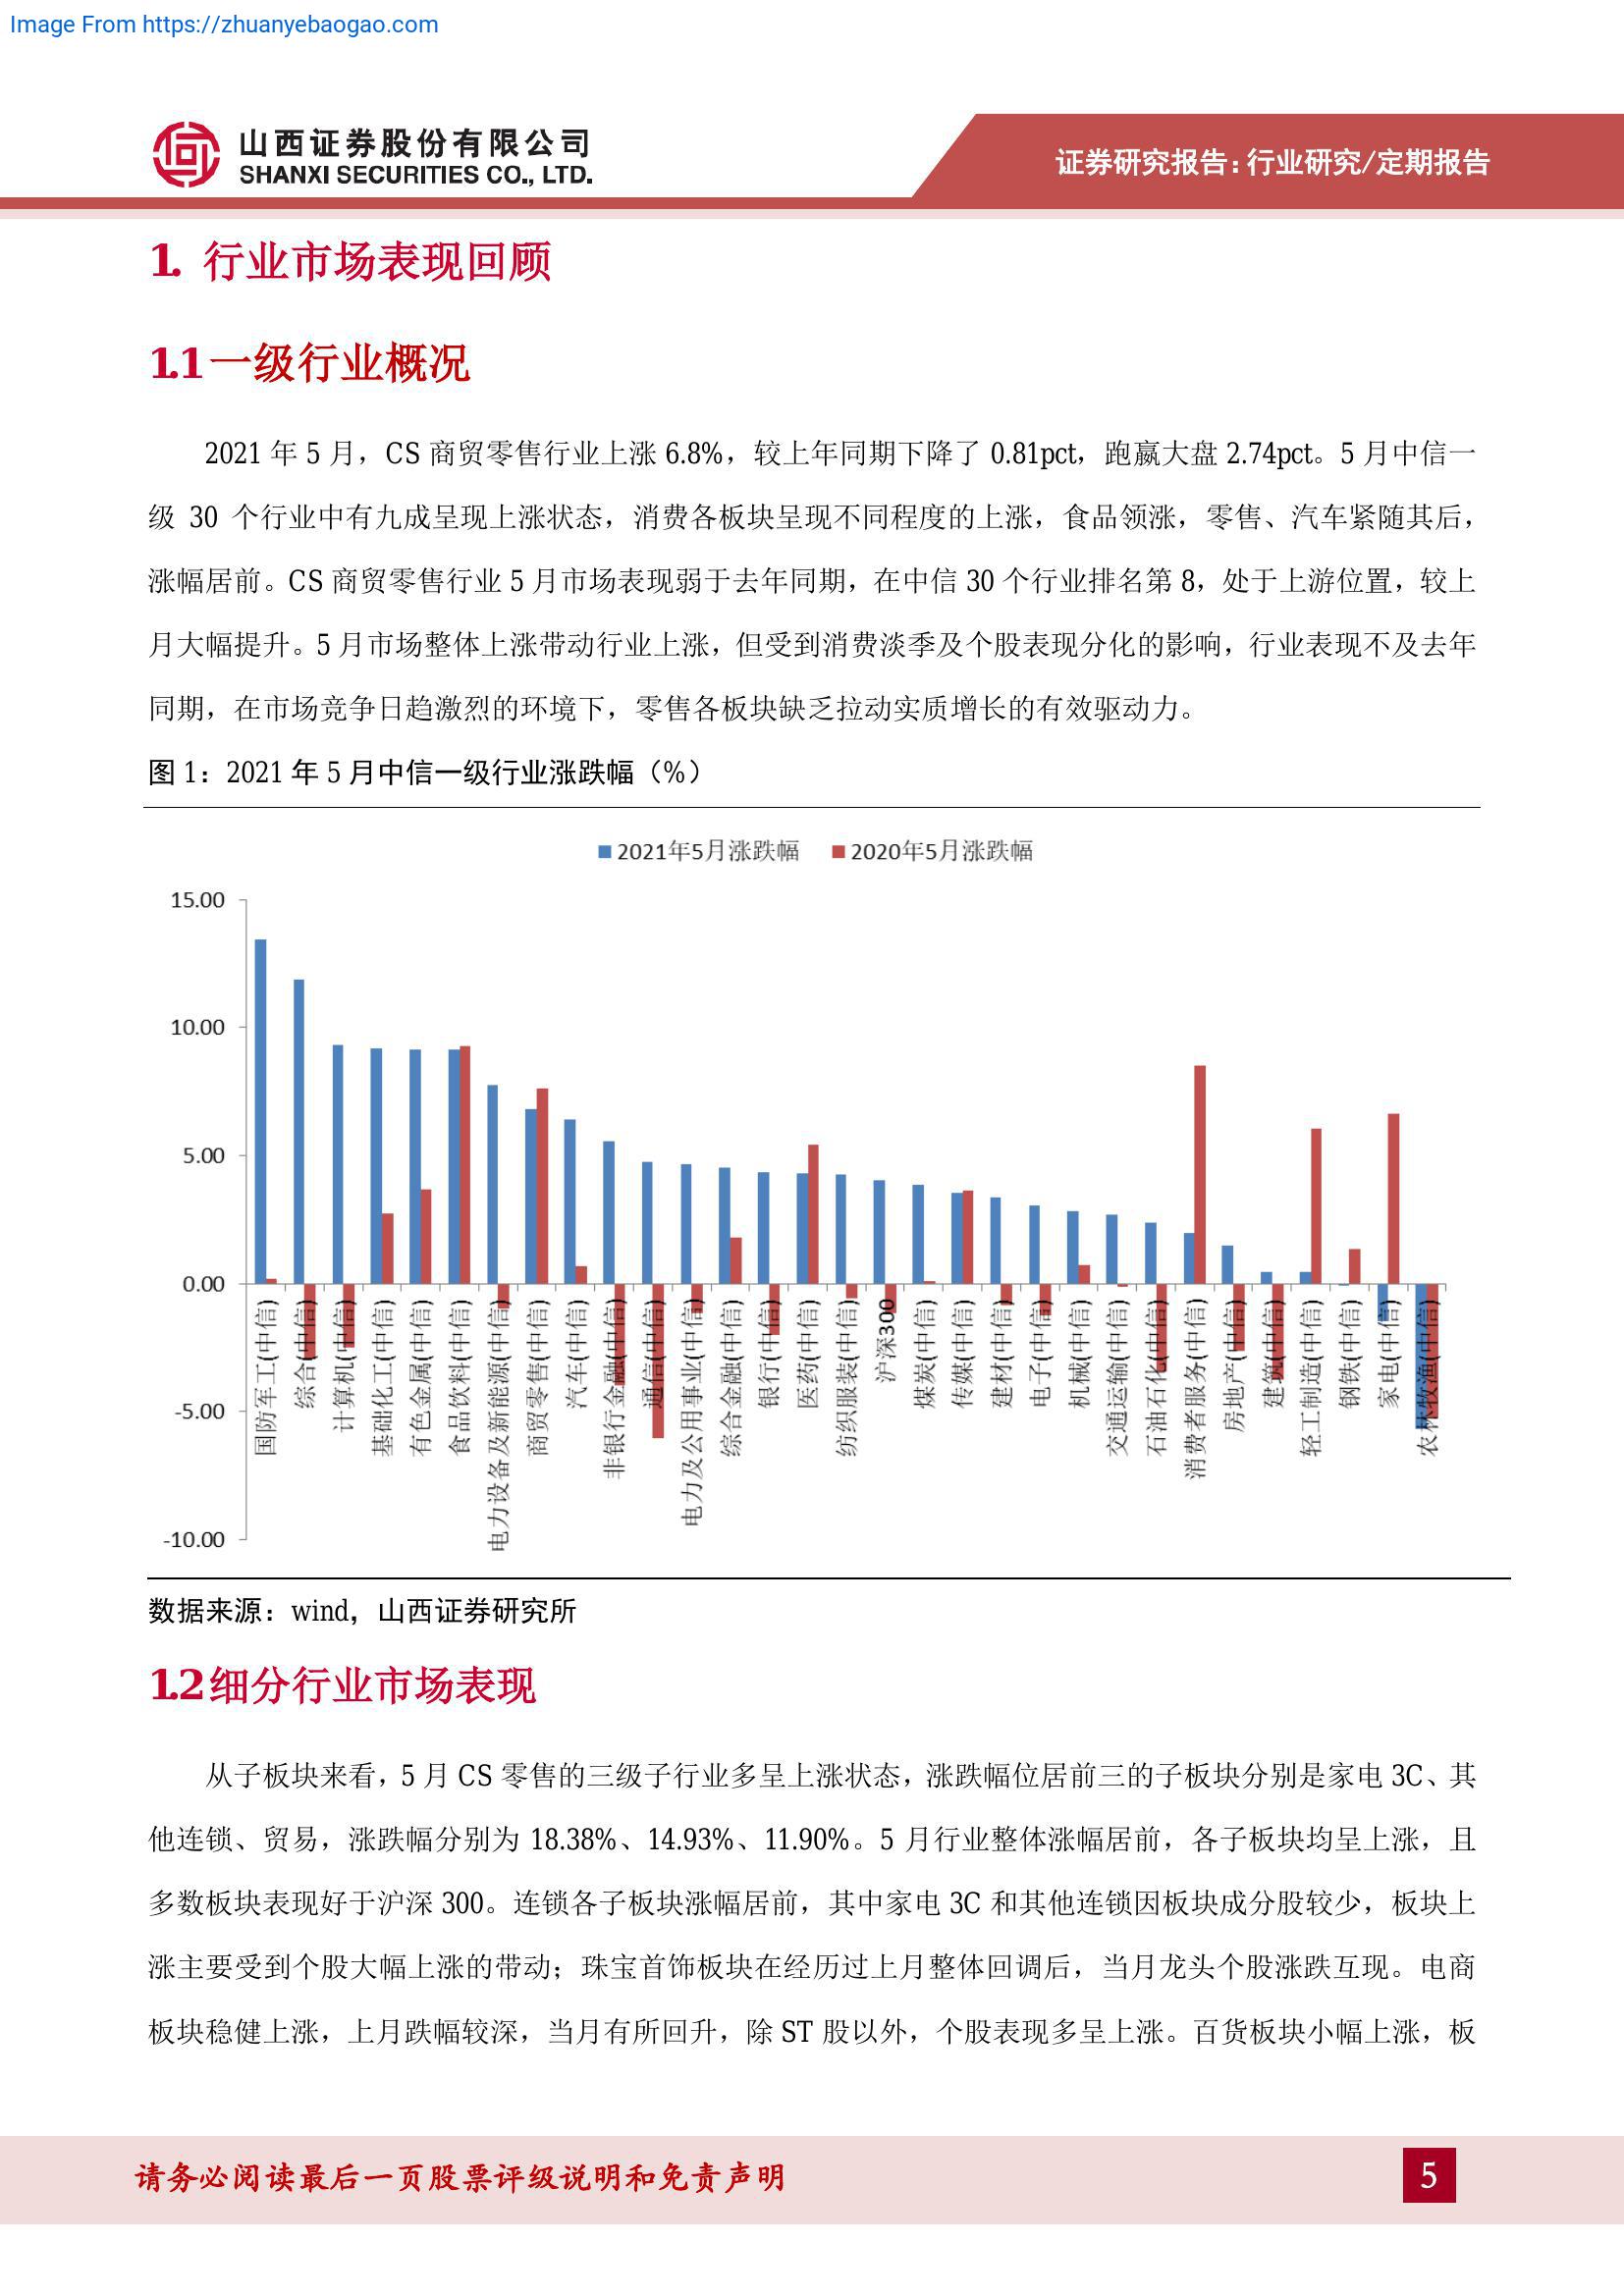 Image From https://zhuanyebaogao.com
山西证券股份有限公司
SHANXI SECURITIES CO., LTD.
证券研究报告:行业研究/定期报告
1. 行业市场表现回顾
1.1 一级行业概况
2021 年 5 月，CS 商贸零售行业上涨 6.8%，较上年同期下降了 0.81pct，跑赢大盘 2.74pct。5 月中信一
级 30 个行业中有九成呈现上涨状态，消费各板块呈现不同程度的上涨，食品领涨，零售、汽车紧随其后，
涨幅居前。CS 商贸零售行业 5 月市场表现弱于去年同期，在中信 30 个行业排名第 8，处于上游位置，较上
月大幅提升。5 月市场整体上涨带动行业上涨，但受到消费淡季及个股表现分化的影响，行业表现不及去年
同期，在市场竞争日趋激烈的环境下，零售各板块缺乏拉动实质增长的有效驱动力。
图 1：2021 年 5 月中信一级行业涨跌幅（%）
2021年5月涨跌幅 2020年5月涨跌幅
15.00
10.00
5.00
0.00
-5.00
-10.00
国防军工(中信)
综合(中信)
计算机(中信)
基础化工(中信)
有色金属(中信)
食品饮料(中信)
电力设备及新能源(中信)
商贸零售(中信)
汽车(中信)
非银行金融(中信)
通信(中信)
电力及公用事业(中信)
综合金融(中信)
银行(中信)
医药(中信)
纺织服装(中信)
沪深300
煤炭(中信)
传媒(中信)
建材(中信)
电子(中信)
机械(中信)
交通运输(中信)
石油石化(中信)
消费者服务(中信)
房地产(中信)
建筑(中信)
轻工制造(中信)
钢铁(中信)
家电(中信)
农林牧渔(中信)
数据来源：wind，山西证券研究所
1.2 细分行业市场表现
从子板块来看，5 月 CS 零售的三级子行业多呈上涨状态，涨跌幅位居前三的子板块分别是家电 3C、其
他连锁、贸易，涨跌幅分别为 18.38%、14.93%、11.90%。5 月行业整体涨幅居前，各子板块均呈上涨，且
多数板块表现好于沪深 300。连锁各子板块涨幅居前，其中家电 3C 和其他连锁因板块成分股较少，板块上
涨主要受到个股大幅上涨的带动；珠宝首饰板块在经历过上月整体回调后，当月龙头个股涨跌互现。电商
板块稳健上涨，上月跌幅较深，当月有所回升，除 ST 股以外，个股表现多呈上涨。百货板块小幅上涨，板
请务必阅读最后一页股票评级说明和免责声明
5